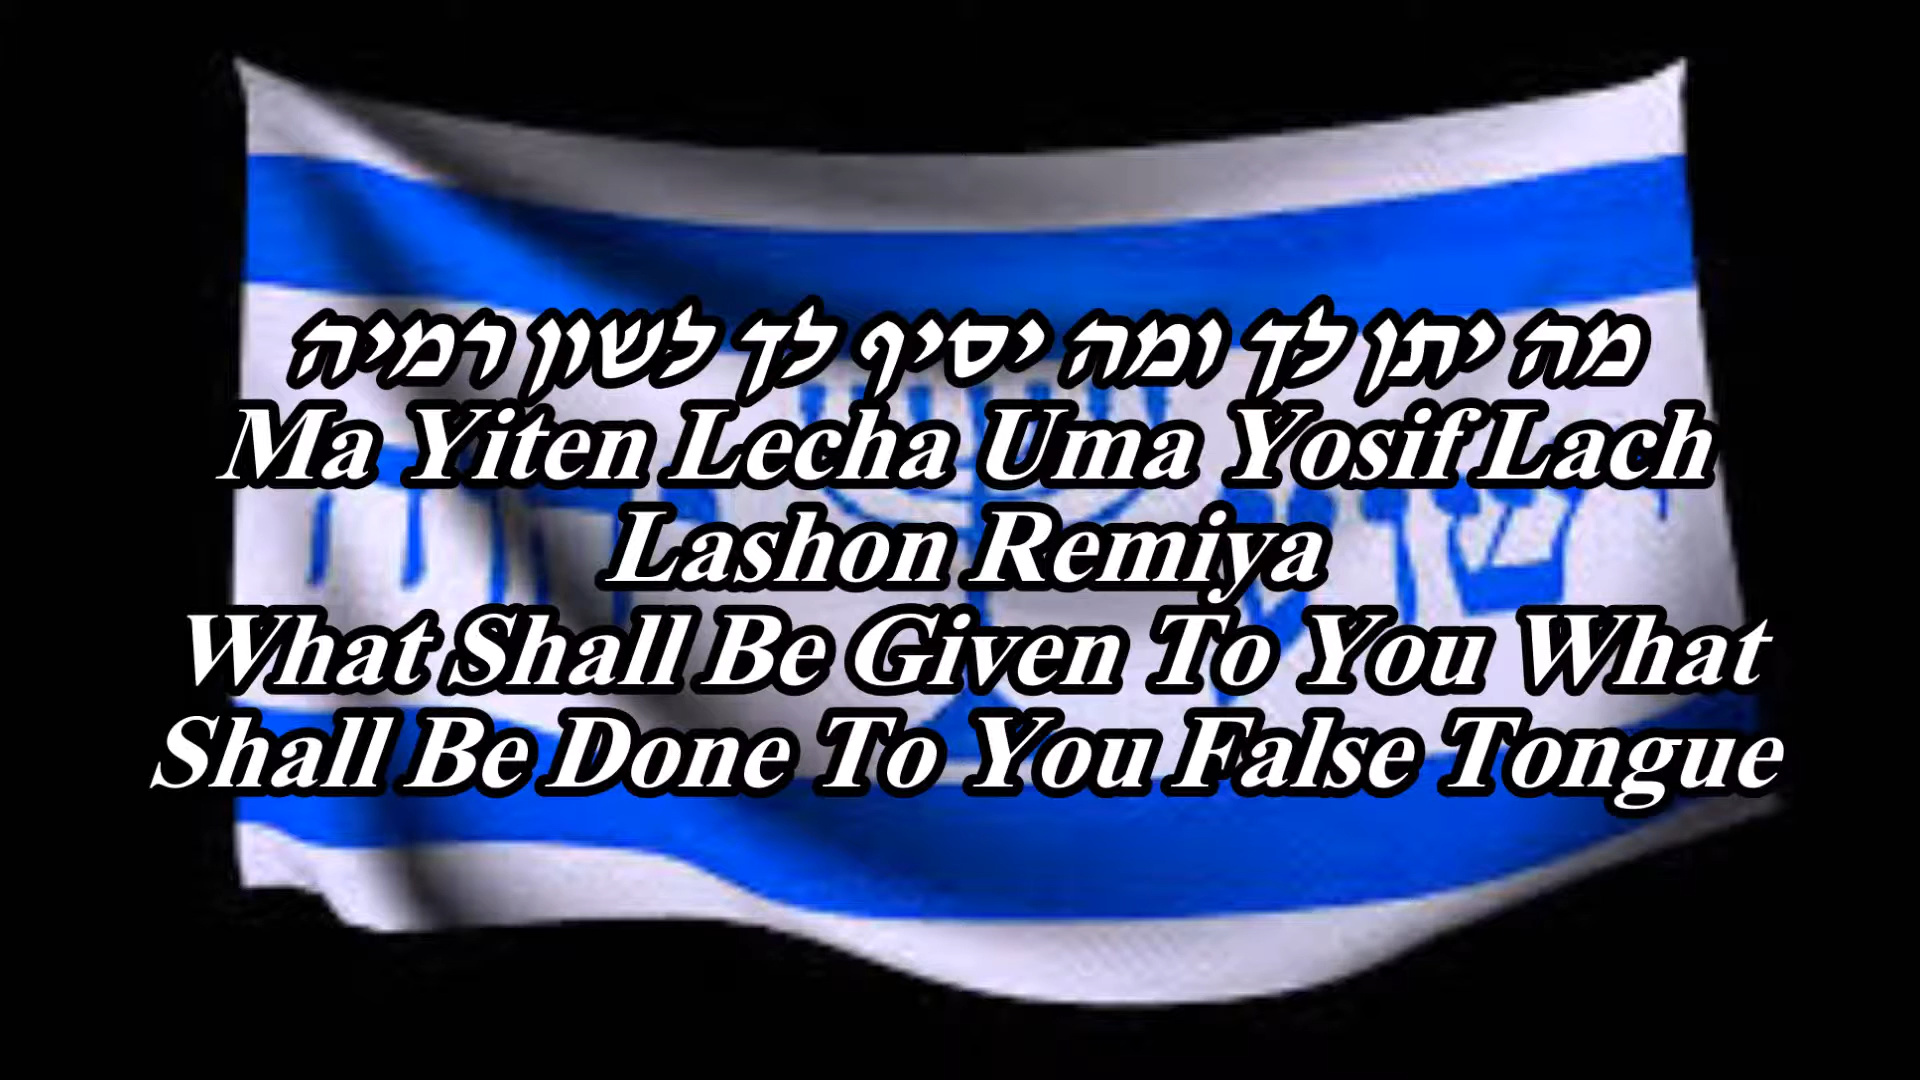 מה יתן לך ומה יסיף לך לשון רמיה
Ma Yiten Lecha Uma Yosif Lach
Lashon Remiya
What Shall Be Given To You What
Shall Be Done To You False Tongue